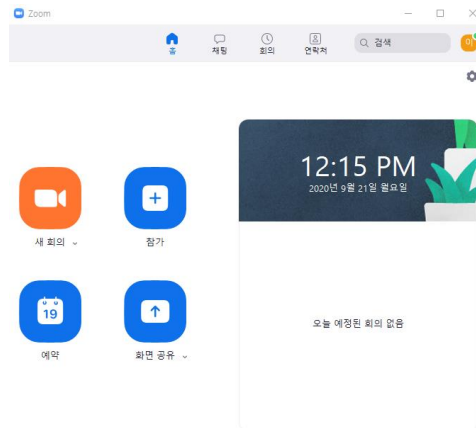 Zoom
홈
채팅
회의
연락처
검색
이
12:15 PM
2020년 9월 21일 월요일
새 회의
참가
19
예약
화면 공유
오늘 예정된 회의 없음